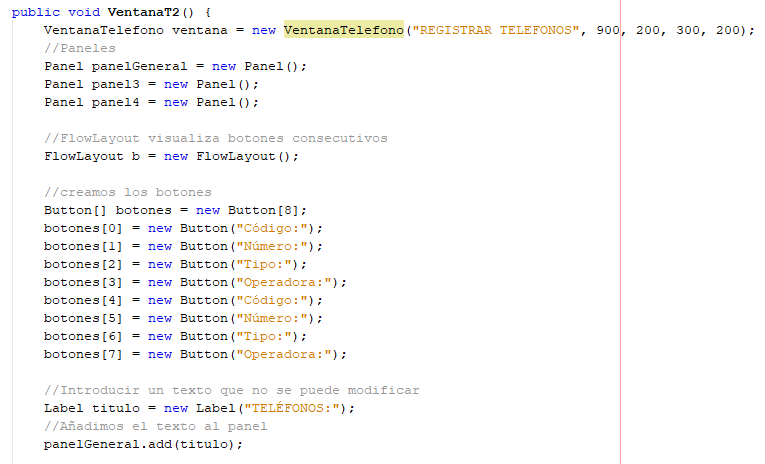 public void VentanaT2() {
VentanaTelefono ventana = new VentanaTelefono("REGISTRAR TELEFONOS", 900, 200, 300, 200);
//Paneles
Panel panelGeneral = new Panel();
Panel panel3 = new Panel();
Panel panel4 = new Panel();
//FlowLayout visualiza botones consecutivos
FlowLayout b = new FlowLayout();
//creamos los botones
Button[] botones = new Button[8];
botones[0] = new Button("Código:");
botones[1] = new Button("Número:");
botones[2] = new Button("Tipo:");
botones[3] = new Button("Operadora:");
botones[4] = new Button("Código:");
botones[5] = new Button("Número:");
botones[6] = new Button("Tipo:");
botones[7] = new Button("Operadora:");
//Introducir un texto que no se puede modificar
Label titulo = new Label("TELÉFONOS:");
//Añadimos el texto al panel
panelGeneral.add(titulo);